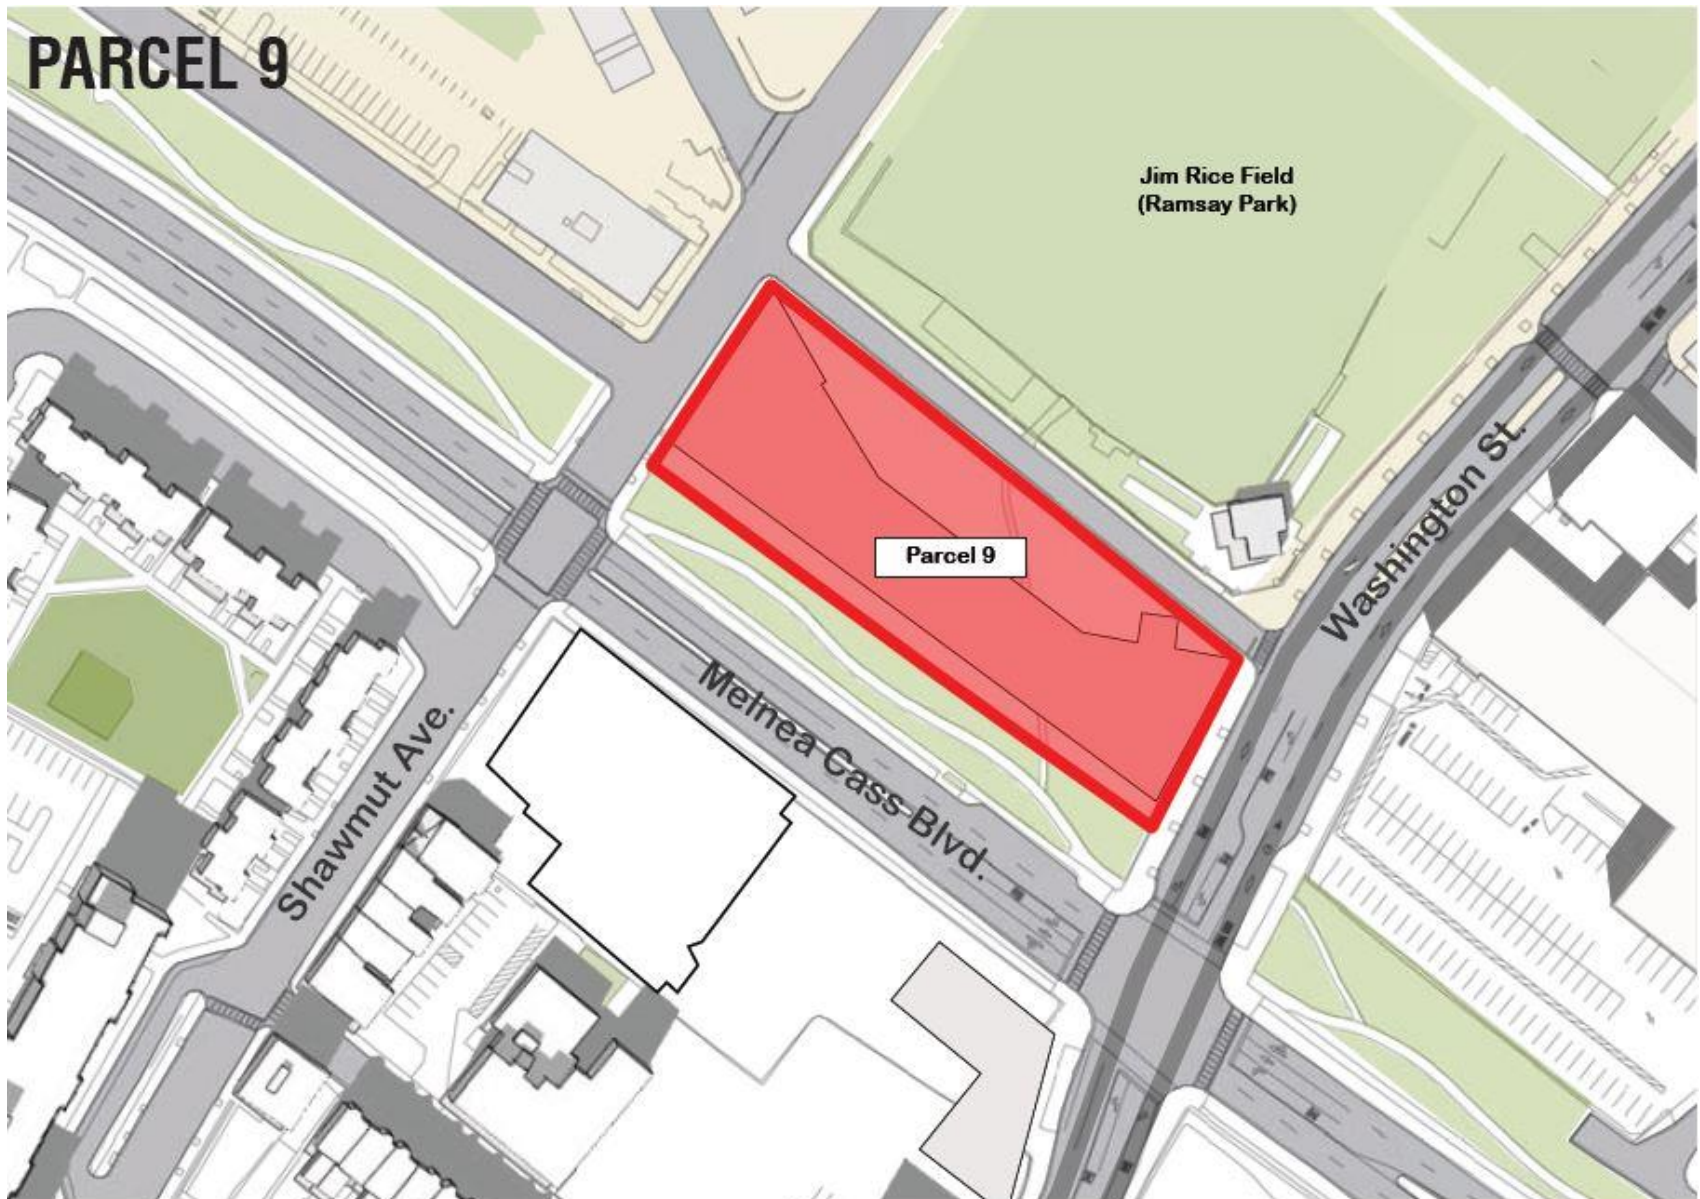 PARCEL 9
Jim Rice Field
(Ramsay Park)
Washington St.
Parcel 9
Melnea Cass Blvd.
Shawmut Ave.